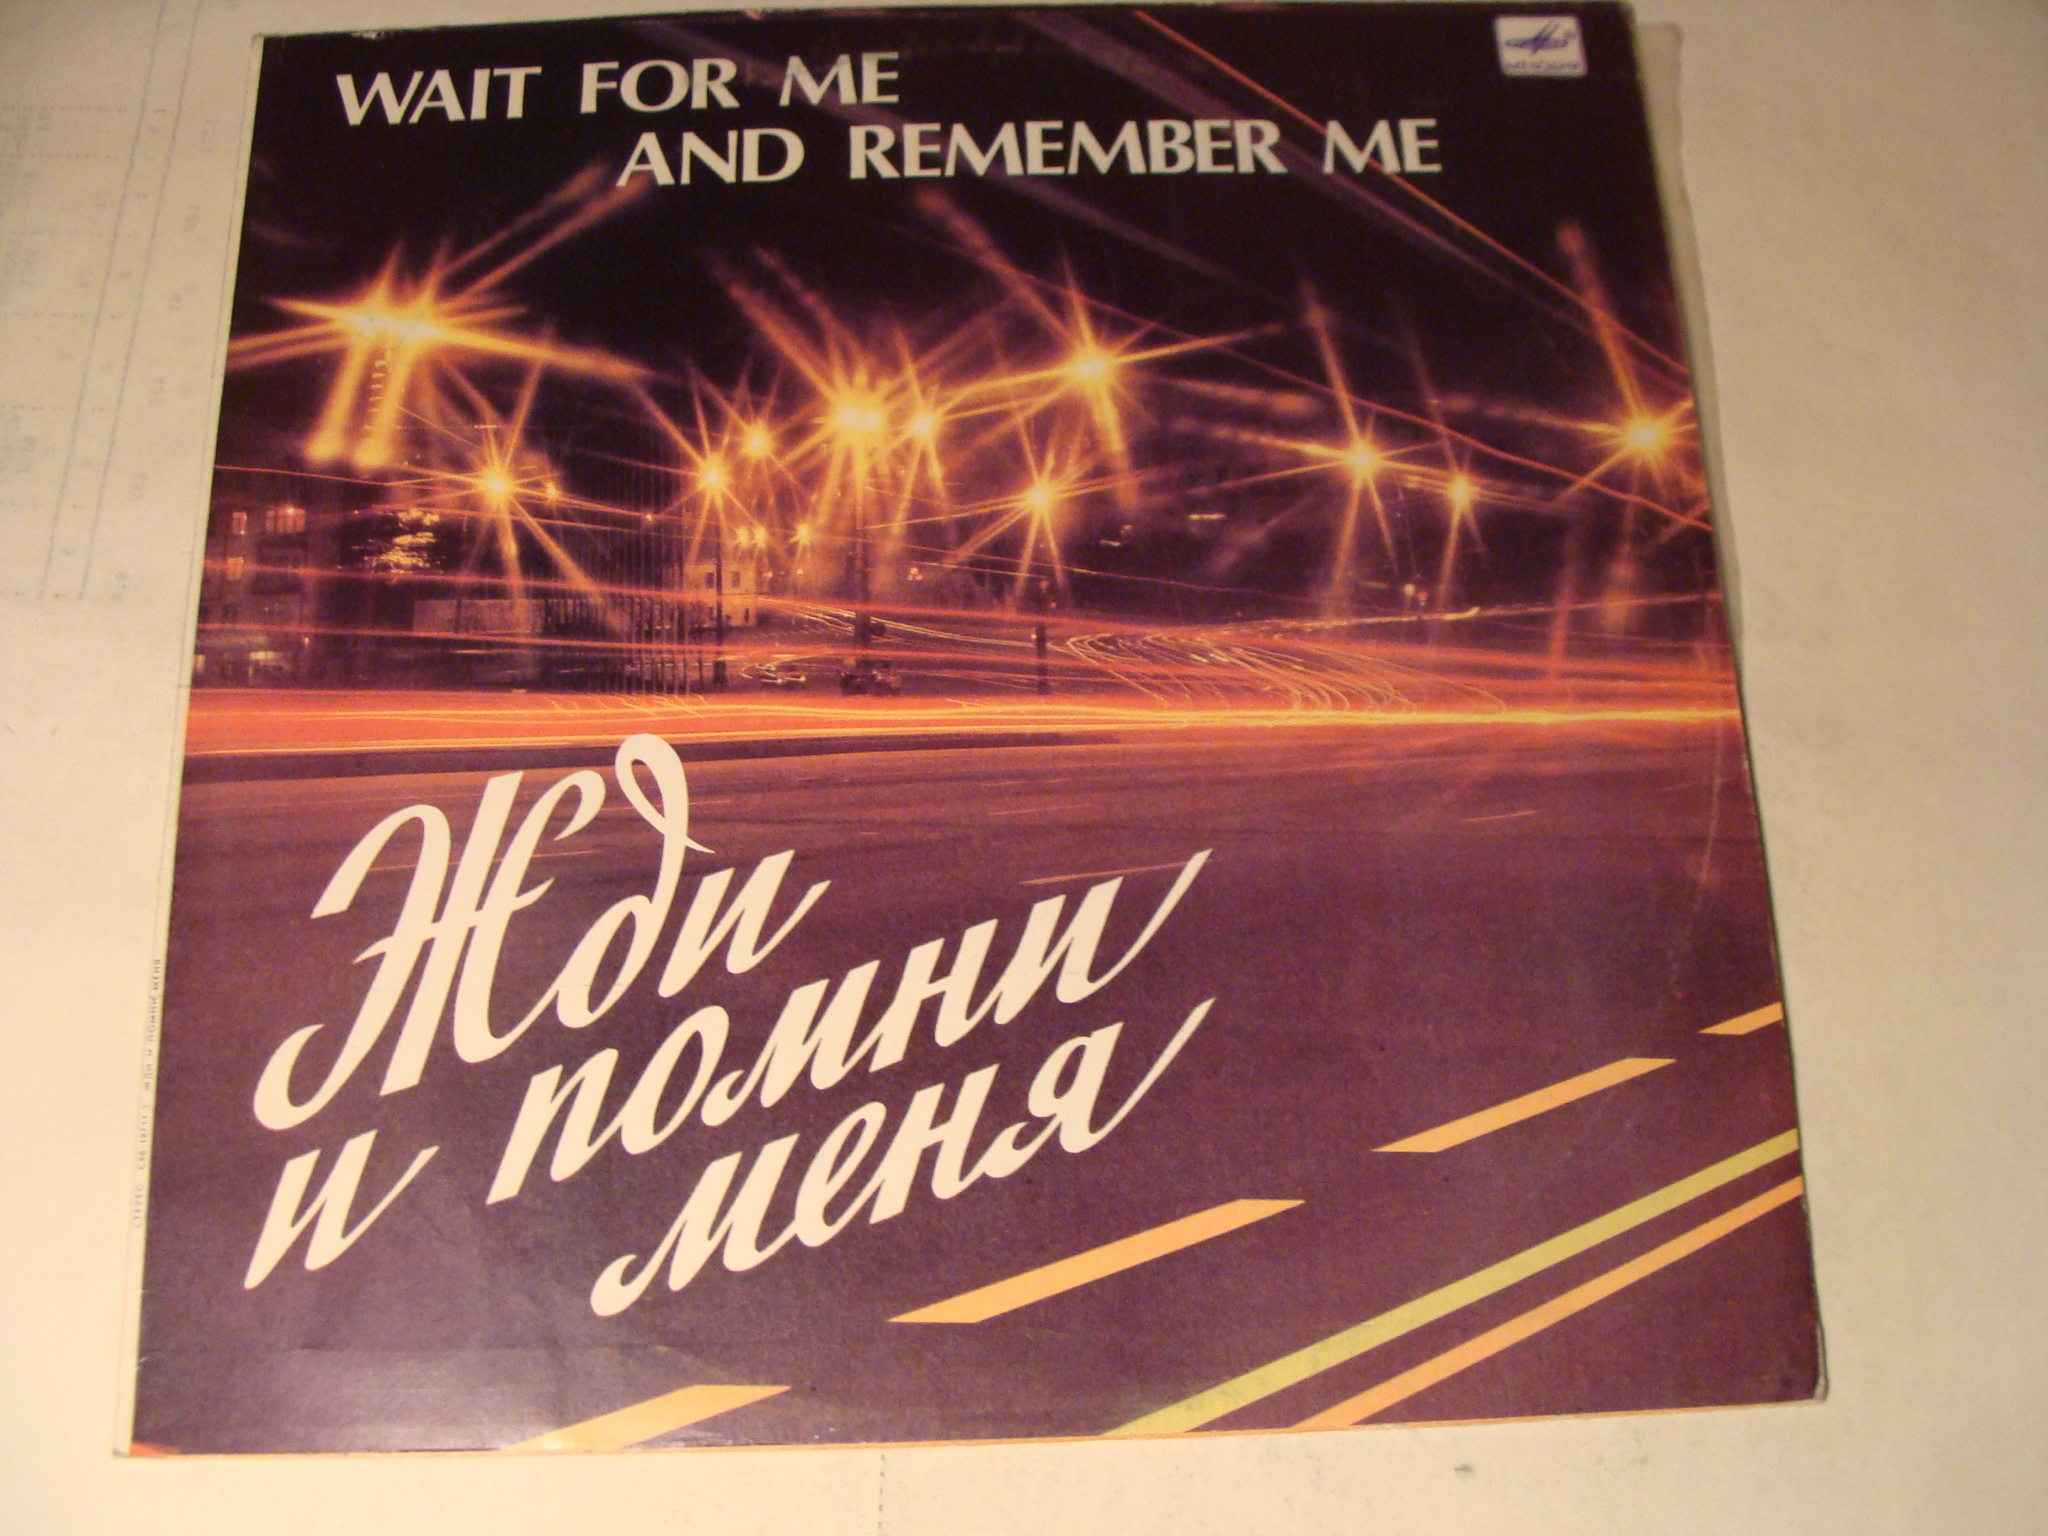 WAIT FOR ME
AND REMEMBER ME
Жди
и помни
меня